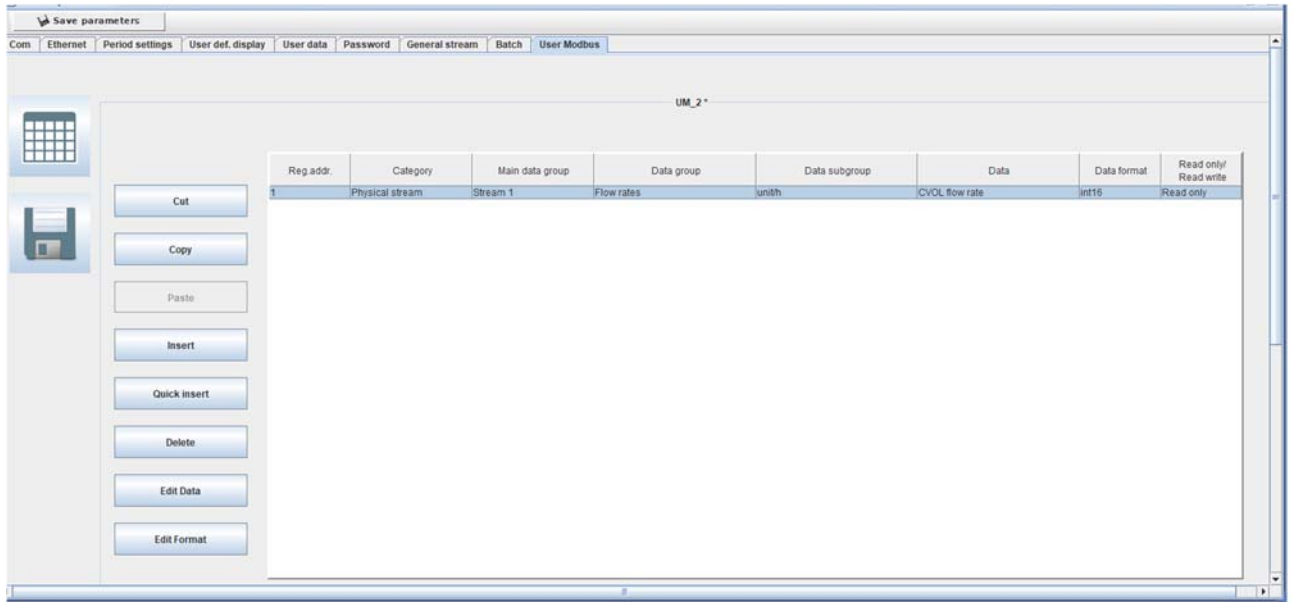 Save parameters
Com Ethernet Period settings User def. display User data Password General stream Batch User Modbus
UM_2 *
Reg.addr. Category Main data group Data group Data subgroup Data Data format Read only/
Read write
1 Physical stream Stream 1 Flow rates unit/h CVOL flow rate int16 Read only
Cut
Copy
Paste
Insert
Quick insert
Delete
Edit Data
Edit Format